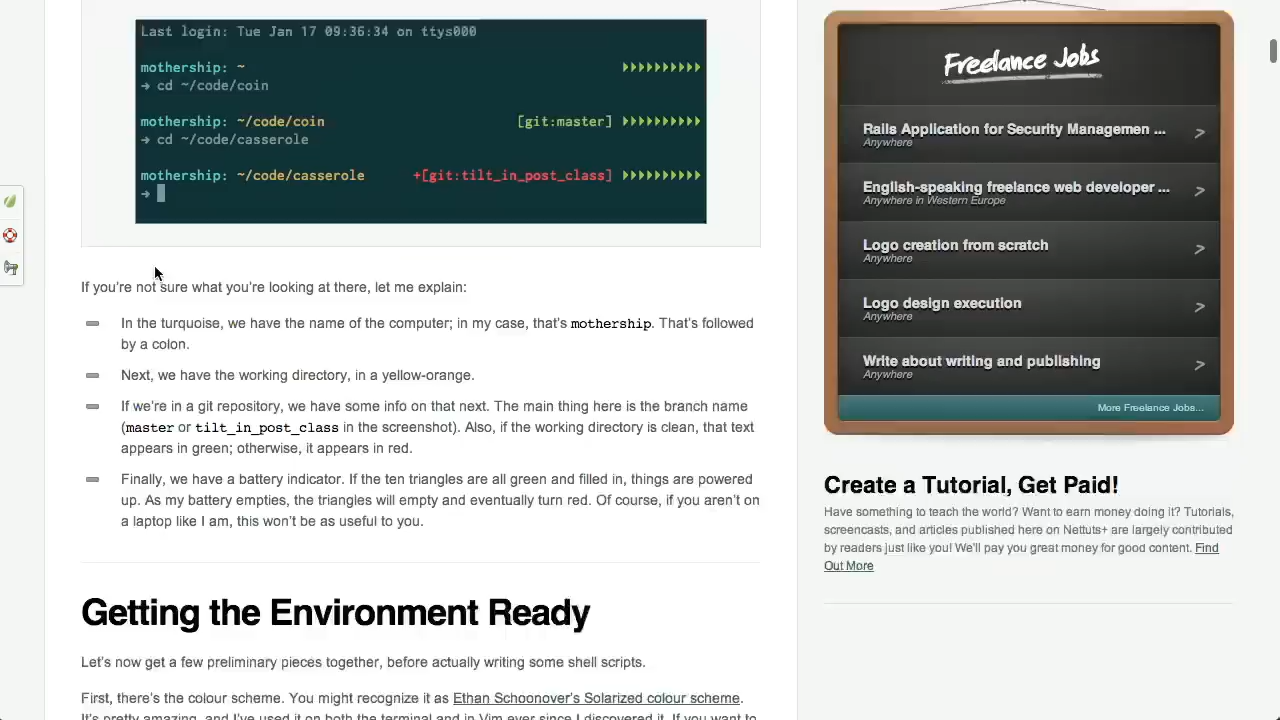 Last login: Tue Jan 17 09:36:34 on ttys000
mothership: ~
→ cd ~/code/coin
mothership: ~/code/coin [git:master]
→ cd ~/code/casserole
mothership: ~/code/casserole +[git:tilt_in_post_class]
→
If you're not sure what you're looking at there, let me explain:
In the turquoise, we have the name of the computer; in my case, that's mothership. That's followed
by a colon.
Next, we have the working directory, in a yellow-orange.
If we're in a git repository, we have some info on that next. The main thing here is the branch name
(master or tilt_in_post_class in the screenshot). Also, if the working directory is clean, that text
appears in green; otherwise, it appears in red.
Finally, we have a battery indicator. If the ten triangles are all green and filled in, things are powered
up. As my battery empties, the triangles will empty and eventually turn red. Of course, if you aren't on
a laptop like I am, this won't be as useful to you.
Getting the Environment Ready
Let's now get a few preliminary pieces together, before actually writing some shell scripts.
First, there's the colour scheme. You might recognize it as Ethan Schoonover's Solarized colour scheme.
It's pretty amazing, and I've used it on both the terminal and in Vim ever since I discovered it. If you want to
Freelance Jobs
Rails Application for Security Managemen ...
Anywhere
English-speaking freelance web developer ...
Anywhere in Western Europe
Logo creation from scratch
Anywhere
Logo design execution
Anywhere
Write about writing and publishing
Anywhere
More Freelance Jobs...
Create a Tutorial, Get Paid!
Have something to teach the world? Want to earn money doing it? Tutorials,
screencasts, and articles published here on Nettuts+ are largely contributed
by readers just like you! We'll pay you great money for good content. Find
Out More